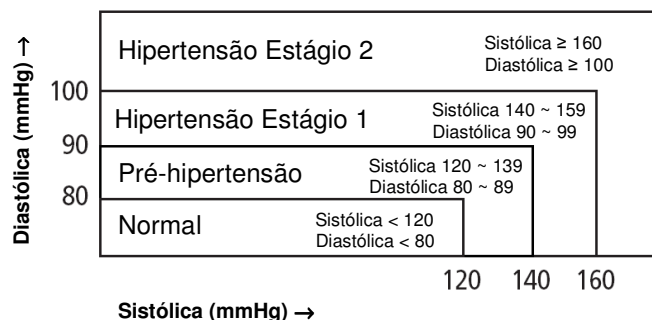 Hipertensão Estágio 2
Sistólica ≥ 160
Diastólica ≥ 100
100
Hipertensão Estágio 1
Sistólica 140 ~ 159
Diastólica 90 ~ 99
90
Pré-hipertensão
Sistólica 120 ~ 139
Diastólica 80 ~ 89
80
Normal
Sistólica < 120
Diastólica < 80
Diastólica (mmHg) →
120 140 160
Sistólica (mmHg) →